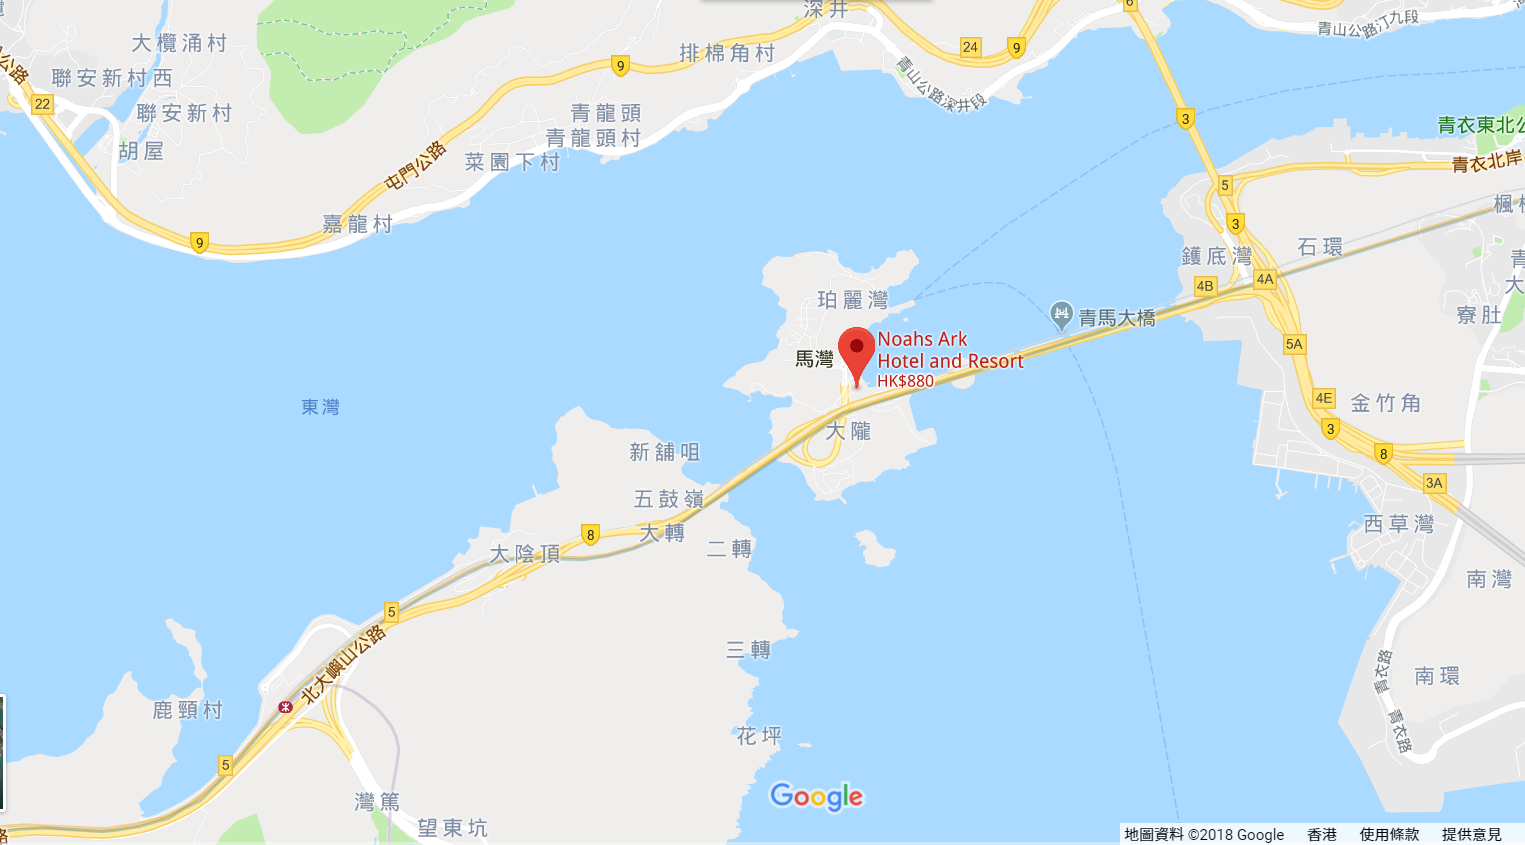 深井
6
青山公路汀九段
大欖涌村
24
9
排棉角村
聯安新村西
9
青山公路深井段
22
聯安新村
青龍頭
3
青衣東北公
青龍頭村
胡屋
屯門公路
菜園下村
青衣北岸
5
嘉龍村
3
9
石環
鑊底灣
4A
4B
珀麗灣
寮肚
青馬大橋
Noahs Ark
Hotel and Resort
HK$880
馬灣
5A
東灣
4E
金竹角
3
大隴
新舖咀
8
3A
五鼓嶺
西草灣
8
大轉
二轉
大陰頂
南灣
5
北大嶼山公路
三轉
青衣路
南環
鹿頸村
青衣路
花坪
5
灣篤
Google
望東坑
地圖資料 ©2018 Google 香港 使用條款 提供意見